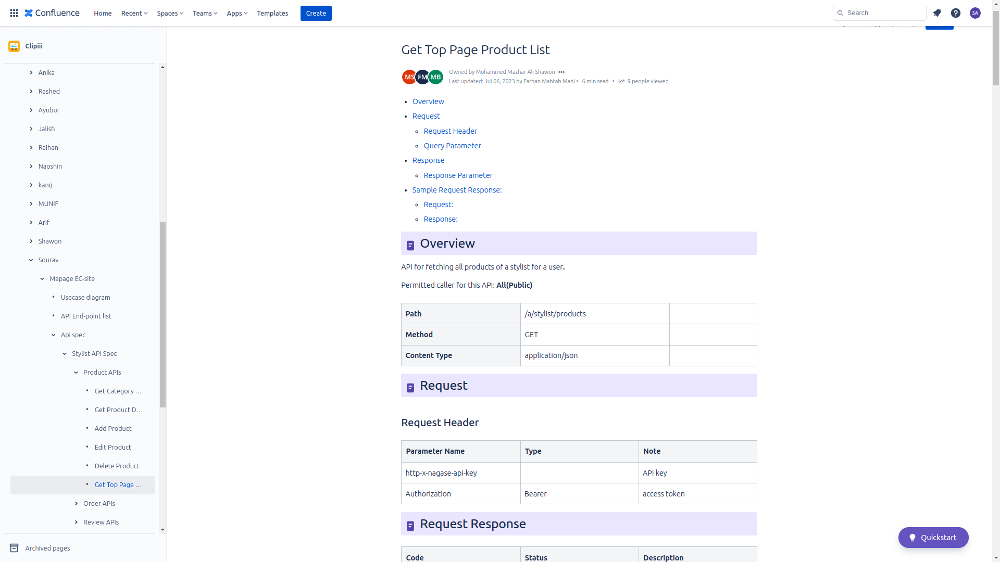 Confluence
Home
Recent
Spaces
Teams
Apps
Templates
Create
Search
SA
Clipiii
Anika
Rashed
Ayubur
Jalish
Raihan
Naoshin
kanij
MUNIF
Arif
Shawon
Sourav
Mapage EC-site
Usecase diagram
API End-point list
Api spec
Stylist API Spec
Product APIs
Get Category ...
Get Product D...
Add Product
Edit Product
Delete Product
Get Top Page ...
Order APIs
Review APIs
Archived pages
Get Top Page Product List
MS FM MB
Owned by Mohammed Mazhar Ali Shawon •••
Last updated: Jul 06, 2023 by Farhan Mahtab Mahi • 6 min read • 9 people viewed
• Overview
• Request
◦ Request Header
◦ Query Parameter
• Response
◦ Response Parameter
• Sample Request Response:
◦ Request:
◦ Response:
Overview
API for fetching all products of a stylist for a user.
Permitted caller for this API: All(Public)
Path /a/stylist/products
Method GET
Content Type application/json
Request
Request Header
Parameter Name Type Note
http-x-nagase-api-key API key
Authorization Bearer access token
Request Response
Code Status Description
Quickstart